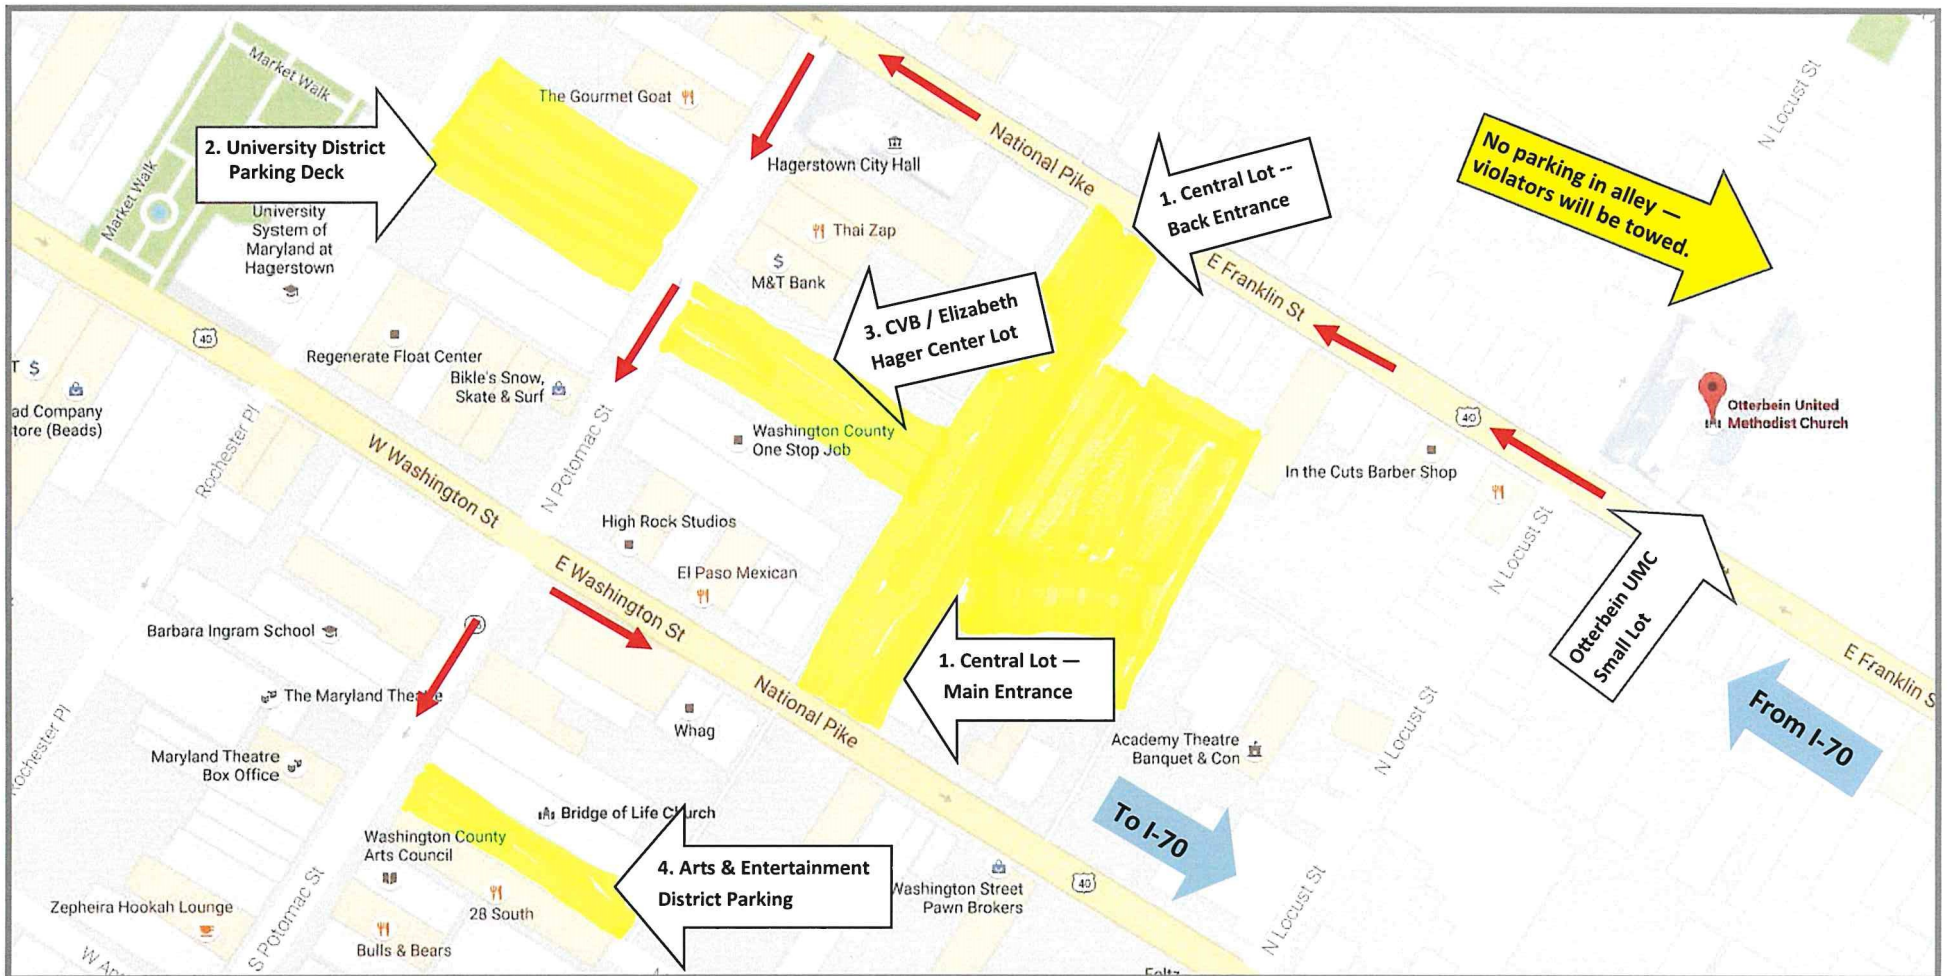 Market Walk
The Gourmet Goat
2. University District
Parking Deck
Market Walk
University
System of
Maryland at
Hagerstown
Hagerstown City Hall
National Pike
Thai Zap
M&T Bank
1. Central Lot --
Back Entrance
3. CVB / Elizabeth
Hager Center Lot
E Franklin St
No parking in alley —
violators will be towed.
N Locust St
40
Regenerate Float Center
Bikle's Snow,
Skate & Surf
T
ad Company
tore (Beads)
Rochester Pl
W Washington St
N Potomac St
Washington County
One Stop Job
40
In the Cuts Barber Shop
Otterbein United
Methodist Church
N Locust St
High Rock Studios
El Paso Mexican
E Washington St
Otterbein UMC
Small Lot
E Franklin S
From I-70
Barbara Ingram School
The Maryland Theatre
Maryland Theatre
Box Office
Rochester Pl
1. Central Lot —
Main Entrance
National Pike
Whag
Academy Theatre
Banquet & Con
N Locust St
To I-70
Bridge of Life Church
Washington County
Arts Council
4. Arts & Entertainment
District Parking
28 South
Bulls & Bears
Zepheira Hookah Lounge
S Potomac St
Washington Street
Pawn Brokers
40
N Locust St